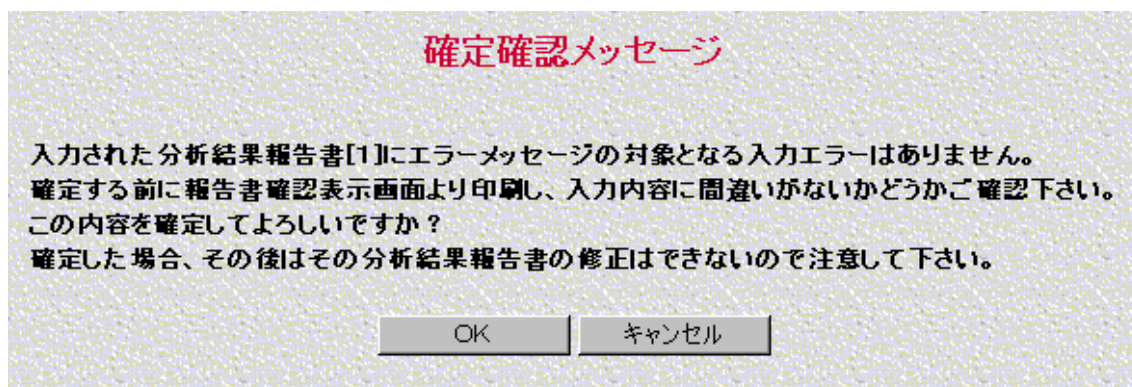 確定確認メッセージ
入力された分析結果報告書[1]にエラーメッセージの対象となる入力エラーはありません。
確定する前に報告書確認表示画面より印刷し、入力内容に間違いがないかどうかご確認下さい。
この内容を確定してよろしいですか？
確定した場合、その後はその分析結果報告書の修正はできないので注意して下さい。
OK
キャンセル